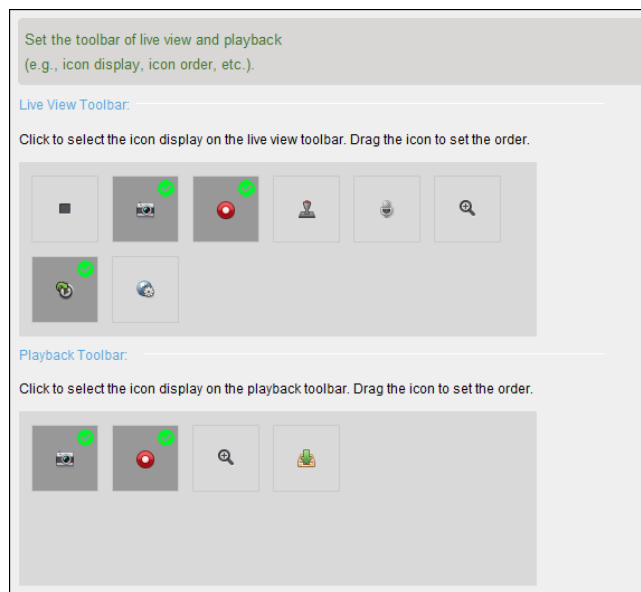 Set the toolbar of live view and playback
(e.g., icon display, icon order, etc.).
Live View Toolbar:
Click to select the icon display on the live view toolbar. Drag the icon to set the order.
Playback Toolbar:
Click to select the icon display on the playback toolbar. Drag the icon to set the order.